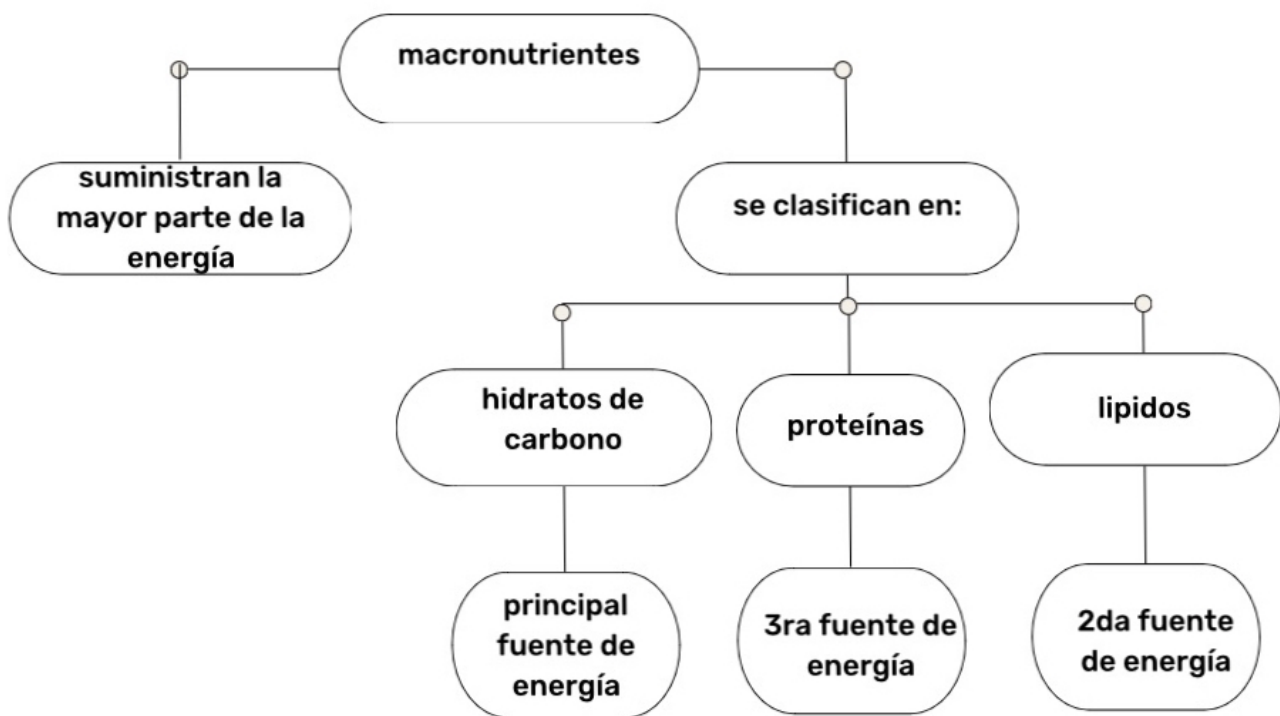 macronutrientes
suministran la
mayor parte de la
energía
se clasifican en:
hidratos de
carbono
proteínas
lipidos
principal
fuente de
energía
3ra fuente de
energía
2da fuente
de energía